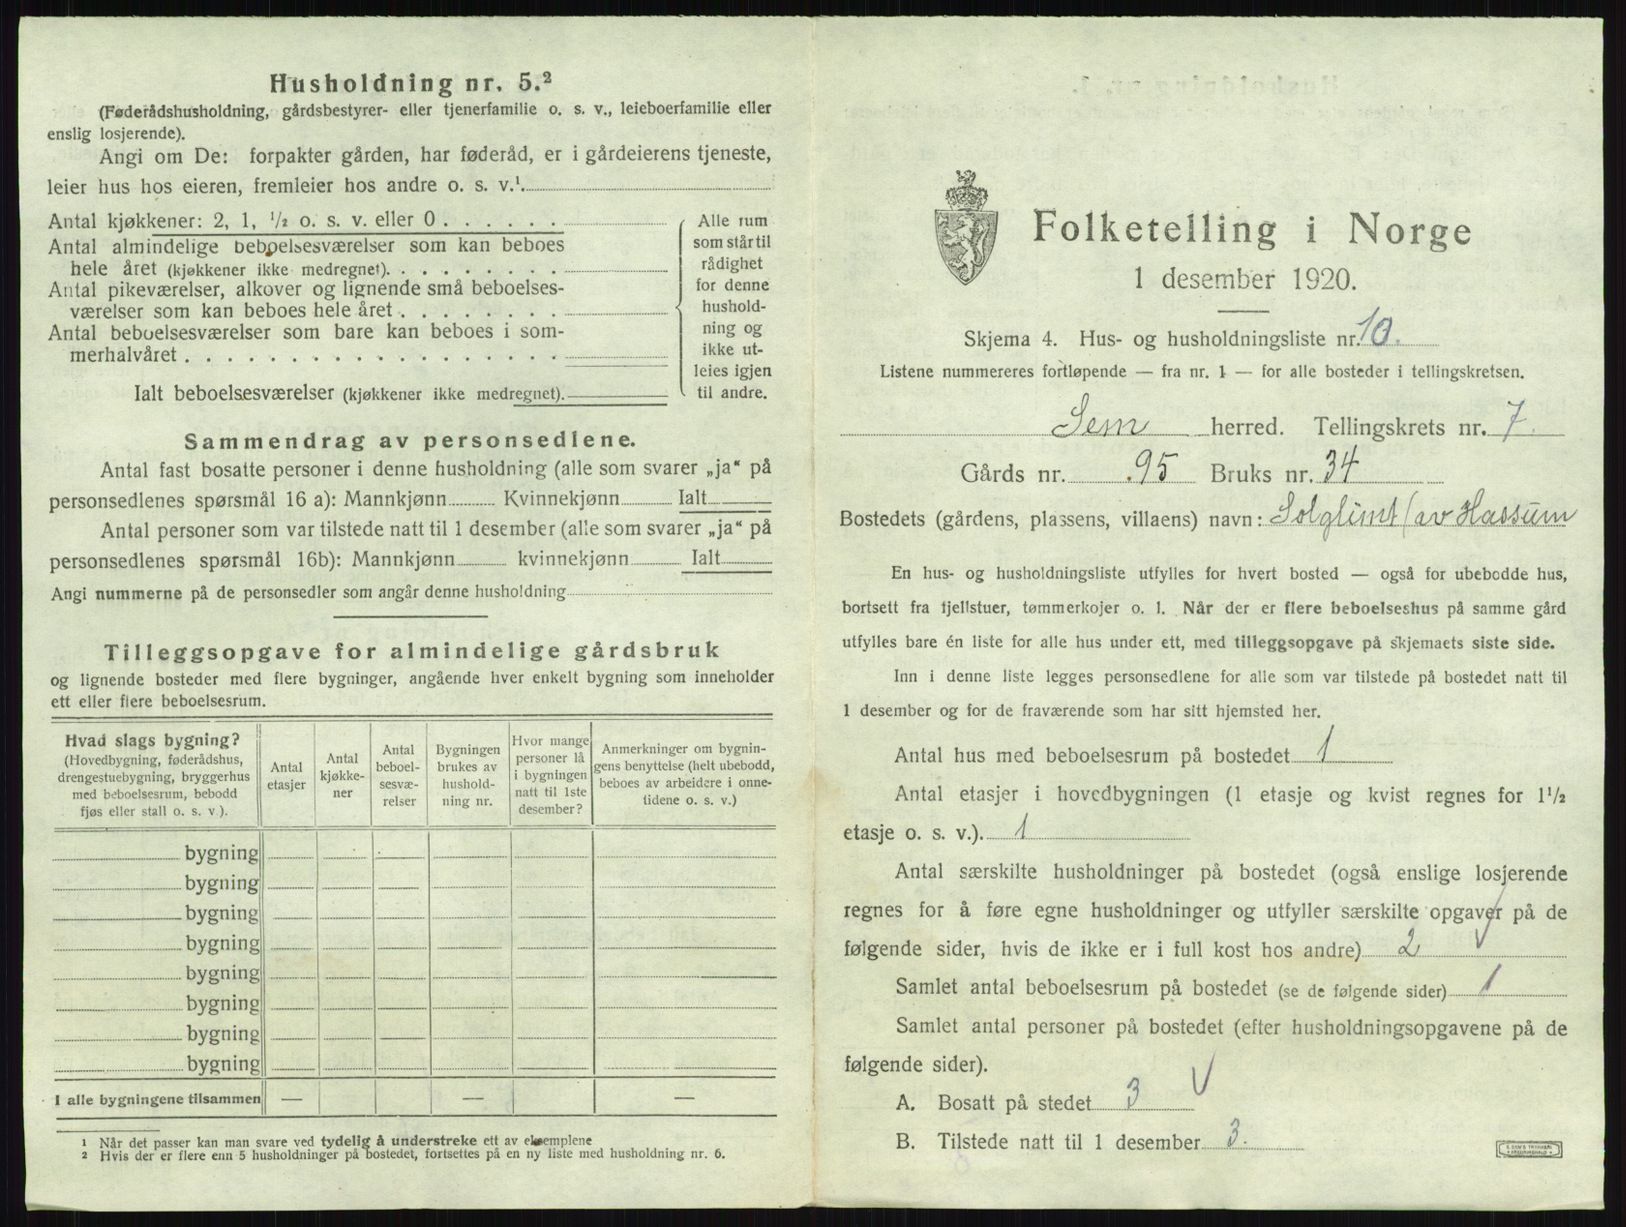 Husholdning nr. 5.²
(Føderådshusholdning, gårdsbestyrer- eller tjenerfamilie o. s. v., leieboerfamilie eller
enslig losjerende).
Angi om De: forpakter gården, har føderåd, er i gårdeierens tjeneste,
leier hus hos eieren, fremleier hos andre o. s. v.¹.
Antal kjøkkener: 2, 1, ½ o. s. v. eller 0 . . . . . .
Antal almindelige beboelsesværelser som kan beboes
hele året (kjøkkener ikke medregnet). . . . . . . . .
Antal pikeværelser, alkover og lignende små beboelses-
værelser som kan beboes hele året . . . . . . . .
Antal beboelsesværelser som bare kan beboes i som-
merhalvåret . . . . . . . . . . . . . . . . . .
Ialt beboelsesværelser (kjøkkener ikke medregnet).
Alle rum
som står til
rådighet
for denne
hushold-
ning og
ikke ut-
leies igjen
til andre.
Sammendrag av personsedlene.
Antal fast bosatte personer i denne husholdning (alle som svarer „ja“ på
personsedlenes spørsmål 16 a): Mannkjønn Kvinnekjønn Ialt
Antal personer som var tilstede natt til 1 desember (alle som svarer „ja“ på
personsedlenes spørsmål 16b): Mannkjønn kvinnekjønn Ialt
Angi nummerne på de personsedler som angår denne husholdning
Tilleggsopgave for almindelige gårdsbruk
og lignende bosteder med flere bygninger, angående hver enkelt bygning som inneholder
ett eller flere beboelsesrum.
Hvad slags bygning?
(Hovedbygning, føderådshus,
drengestuebygning, bryggerhus
med beboelsesrum, bebodd
fjøs eller stall o. s. v.).
Antal
etasjer
Antal
kjøkke-
ner
Antal
beboel-
sesvæ-
relser
Bygningen
brukes av
hushold-
ning nr.
Hvor mange
personer lå
i bygningen
natt til 1ste
desember?
Anmerkninger om bygnin-
gens benyttelse (helt ubebodd,
beboes av arbeidere i onne-
tidene o. s. v.)
bygning
bygning
bygning
bygning
bygning
bygning
bygning
bygning
I alle bygningene tilsammen — — —
¹ Når det passer kan man svare ved tydelig å understreke ett av eksemplene
² Hvis der er flere enn 5 husholdninger på bostedet, fortsettes på en ny liste med husholdning nr. 6.
Folketelling i Norge
1 desember 1920.
Skjema 4. Hus- og husholdningsliste nr. 10.
Listene nummereres fortløpende — fra nr. 1 — for alle bosteder i tellingskretsen.
Sem herred. Tellingskrets nr. 7.
Gårds nr. 95 Bruks nr. 34
Bostedets (gårdens, plassens, villaens) navn: Solglimt (av Hassum
En hus- og husholdningsliste utfylles for hvert bosted — også for ubebodde hus,
bortsett fra fjellstuer, tømmerkojer o. l. Når der er flere beboelseshus på samme gård
utfylles bare én liste for alle hus under ett, med tilleggsopgave på skjemaets siste side.
Inn i denne liste legges personsedlene for alle som var tilstede på bostedet natt til
1 desember og for de fraværende som har sitt hjemsted her.
Antal hus med beboelsesrum på bostedet 1
Antal etasjer i hovedbygningen (1 etasje og kvist regnes for 1½
etasje o. s. v.). 1
Antal særskilte husholdninger på bostedet (også enslige losjerende
regnes for å føre egne husholdninger og utfyller særskilte opgaver på de
følgende sider, hvis de ikke er i full kost hos andre) 2
Samlet antal beboelsesrum på bostedet (se de følgende sider) 1
Samlet antal personer på bostedet (efter husholdningsopgavene på de
følgende sider).
A. Bosatt på stedet 3
B. Tilstede natt til 1 desember 3.